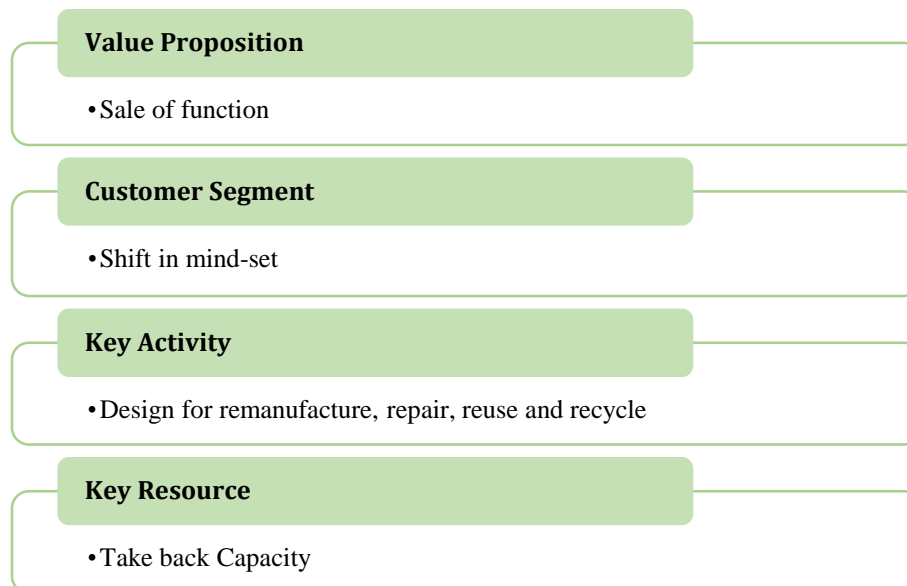 Value Proposition
•Sale of function
Customer Segment
•Shift in mind-set
Key Activity
•Design for remanufacture, repair, reuse and recycle
Key Resource
•Take back Capacity